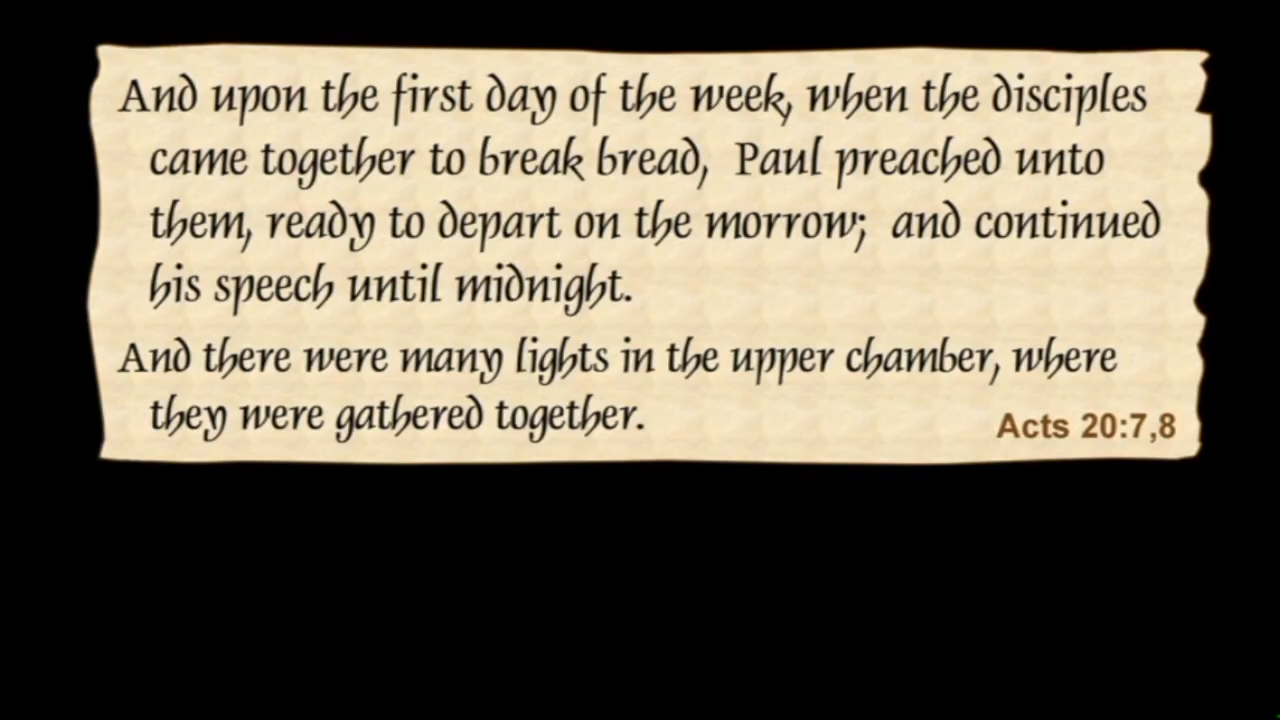 And upon the first day of the week, when the disciples
came together to break bread, Paul preached unto
them, ready to depart on the morrow; and continued
his speech until midnight.
And there were many lights in the upper chamber, where
they were gathered together.
Acts 20:7,8